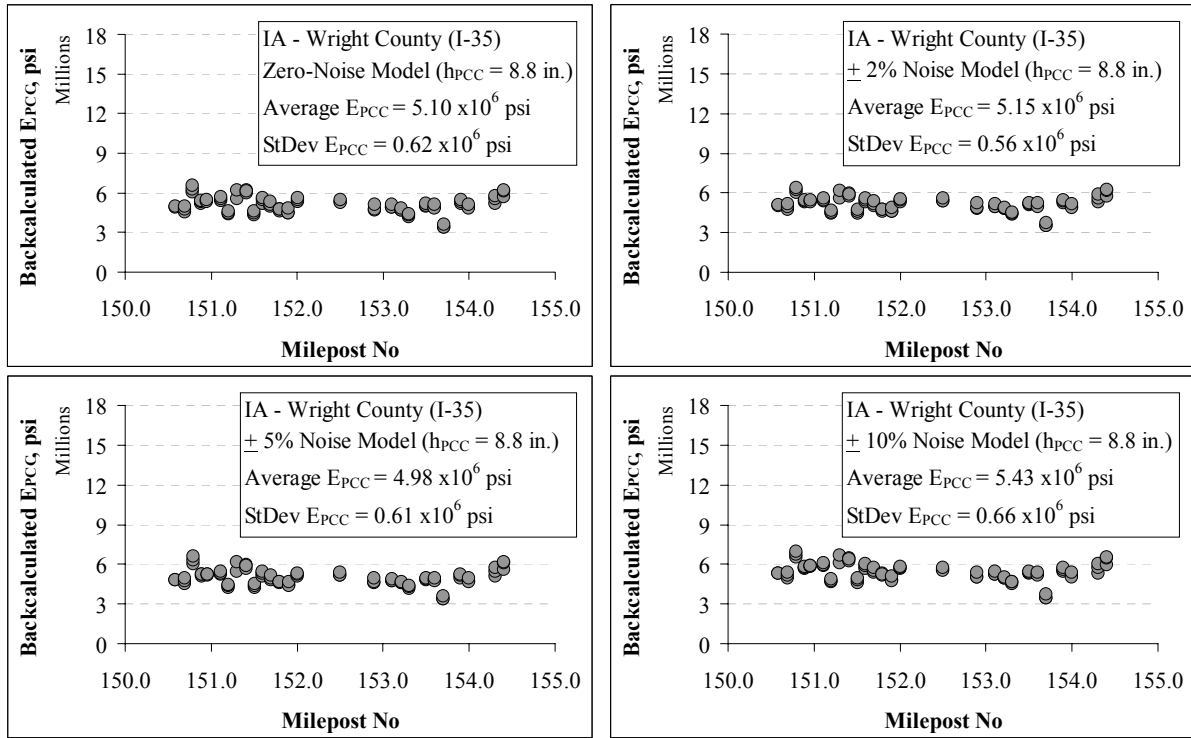 Backcalculated EPCC, psi
Millions
18
15
12
9
6
3
0
IA - Wright County (I-35)
Zero-Noise Model (hPCC = 8.8 in.)
Average EPCC = 5.10 x10^6 psi
StDev EPCC = 0.62 x10^6 psi
150.0 151.0 152.0 153.0 154.0 155.0
Milepost No
Backcalculated EPCC, psi
Millions
18
15
12
9
6
3
0
IA - Wright County (I-35)
± 2% Noise Model (hPCC = 8.8 in.)
Average EPCC = 5.15 x10^6 psi
StDev EPCC = 0.56 x10^6 psi
150.0 151.0 152.0 153.0 154.0 155.0
Milepost No
Backcalculated EPCC, psi
Millions
18
15
12
9
6
3
0
IA - Wright County (I-35)
± 5% Noise Model (hPCC = 8.8 in.)
Average EPCC = 4.98 x10^6 psi
StDev EPCC = 0.61 x10^6 psi
150.0 151.0 152.0 153.0 154.0 155.0
Milepost No
Backcalculated EPCC, psi
Millions
18
15
12
9
6
3
0
IA - Wright County (I-35)
± 10% Noise Model (hPCC = 8.8 in.)
Average EPCC = 5.43 x10^6 psi
StDev EPCC = 0.66 x10^6 psi
150.0 151.0 152.0 153.0 154.0 155.0
Milepost No